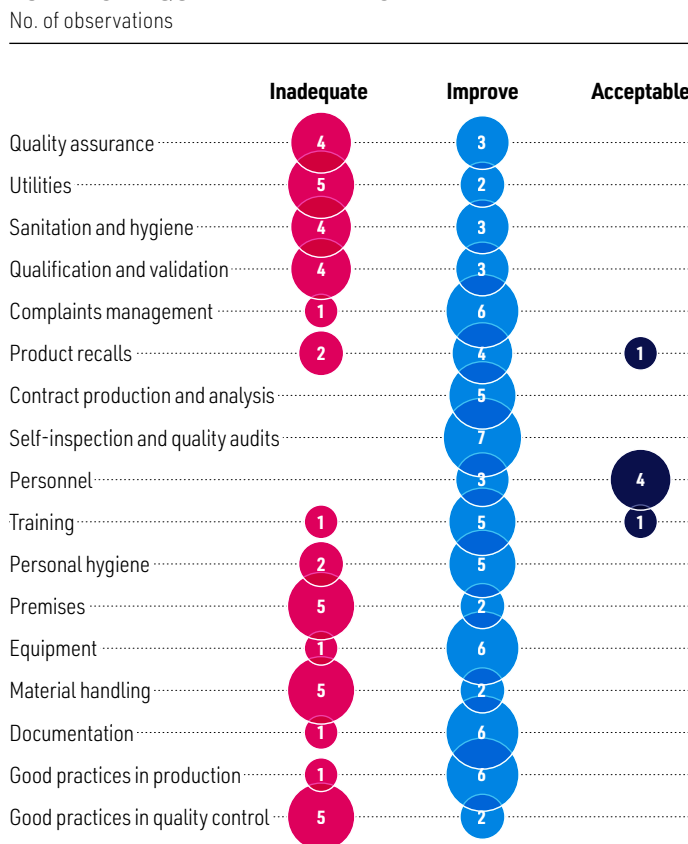 No. of observations
Inadequate Improve Acceptable
Quality assurance 4 3
Utilities 5 2
Sanitation and hygiene 4 3
Qualification and validation 4 3
Complaints management 1 6
Product recalls 2 4 1
Contract production and analysis 5
Self-inspection and quality audits 7
Personnel 3 4
Training 1 5 1
Personal hygiene 2 5
Premises 5 2
Equipment 1 6
Material handling 5 2
Documentation 1 6
Good practices in production 1 6
Good practices in quality control 5 2